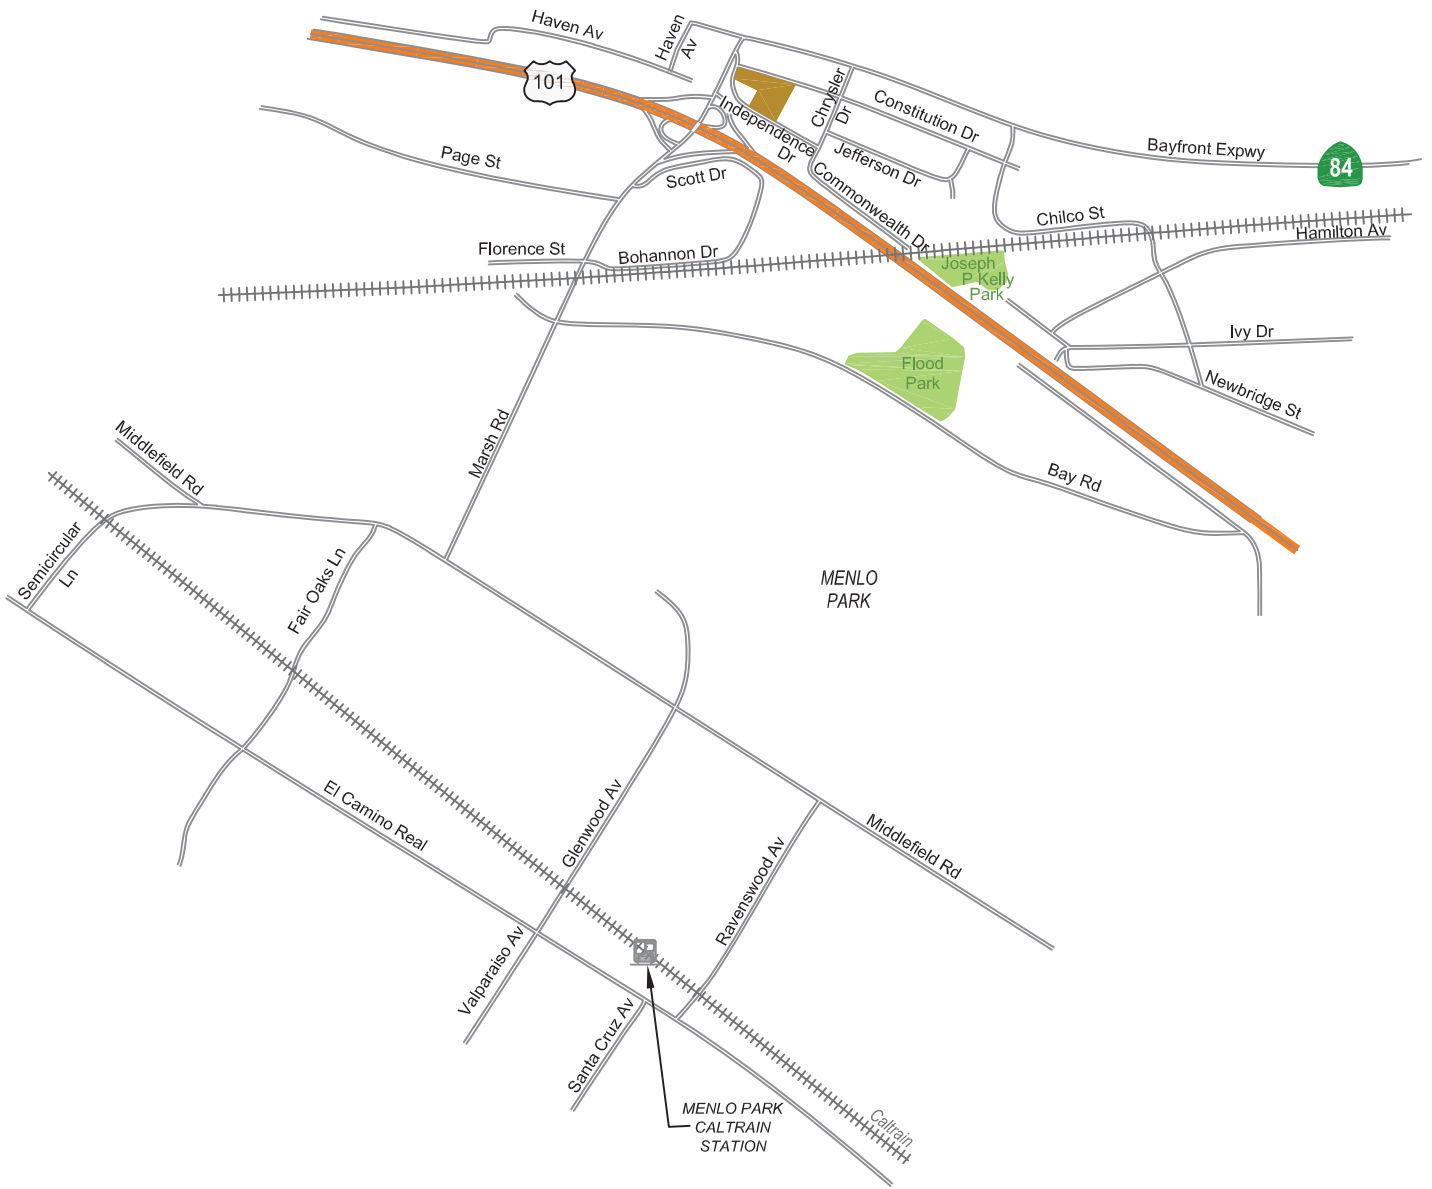 Haven Av
Haven
Av
101
Chrysler
Dr
Constitution Dr
Independence
Dr
Bayfront Expwy
84
Page St
Scott Dr
Jefferson Dr
Commonwealth Dr
Chilco St
Hamilton Av
Florence St
Bohannon Dr
Joseph
P Kelly
Park
Ivy Dr
Flood
Park
Newbridge St
Marsh Rd
Middlefield Rd
Bay Rd
Semicircular
Ln
Fair Oaks Ln
MENLO
PARK
El Camino Real
Glenwood Av
Middlefield Rd
Ravenswood Av
Valparaiso Av
Santa Cruz Av
MENLO PARK
CALTRAIN
STATION
Caltrain